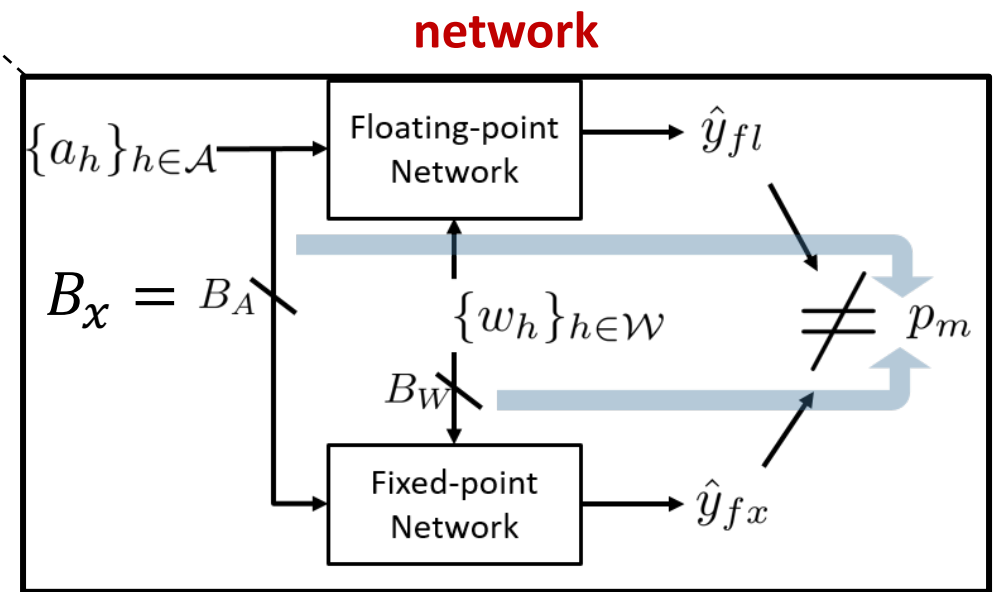 network
{a_h}_{h∈𝒜}
Floating-point
Network
ŷ_{fl}
B_x = B_A
{w_h}_{h∈𝒲}
≠ p_m
B_W
Fixed-point
Network
ŷ_{fx}